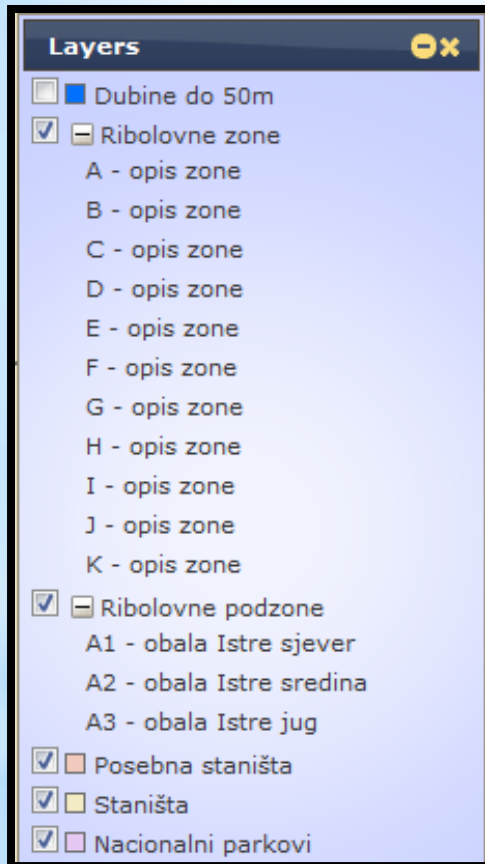 Layers
Dubine do 50m
Ribolovne zone
A - opis zone
B - opis zone
C - opis zone
D - opis zone
E - opis zone
F - opis zone
G - opis zone
H - opis zone
I - opis zone
J - opis zone
K - opis zone
Ribolovne podzone
A1 - obala Istre sjever
A2 - obala Istre sredina
A3 - obala Istre jug
Posebna staništa
Staništa
Nacionalni parkovi